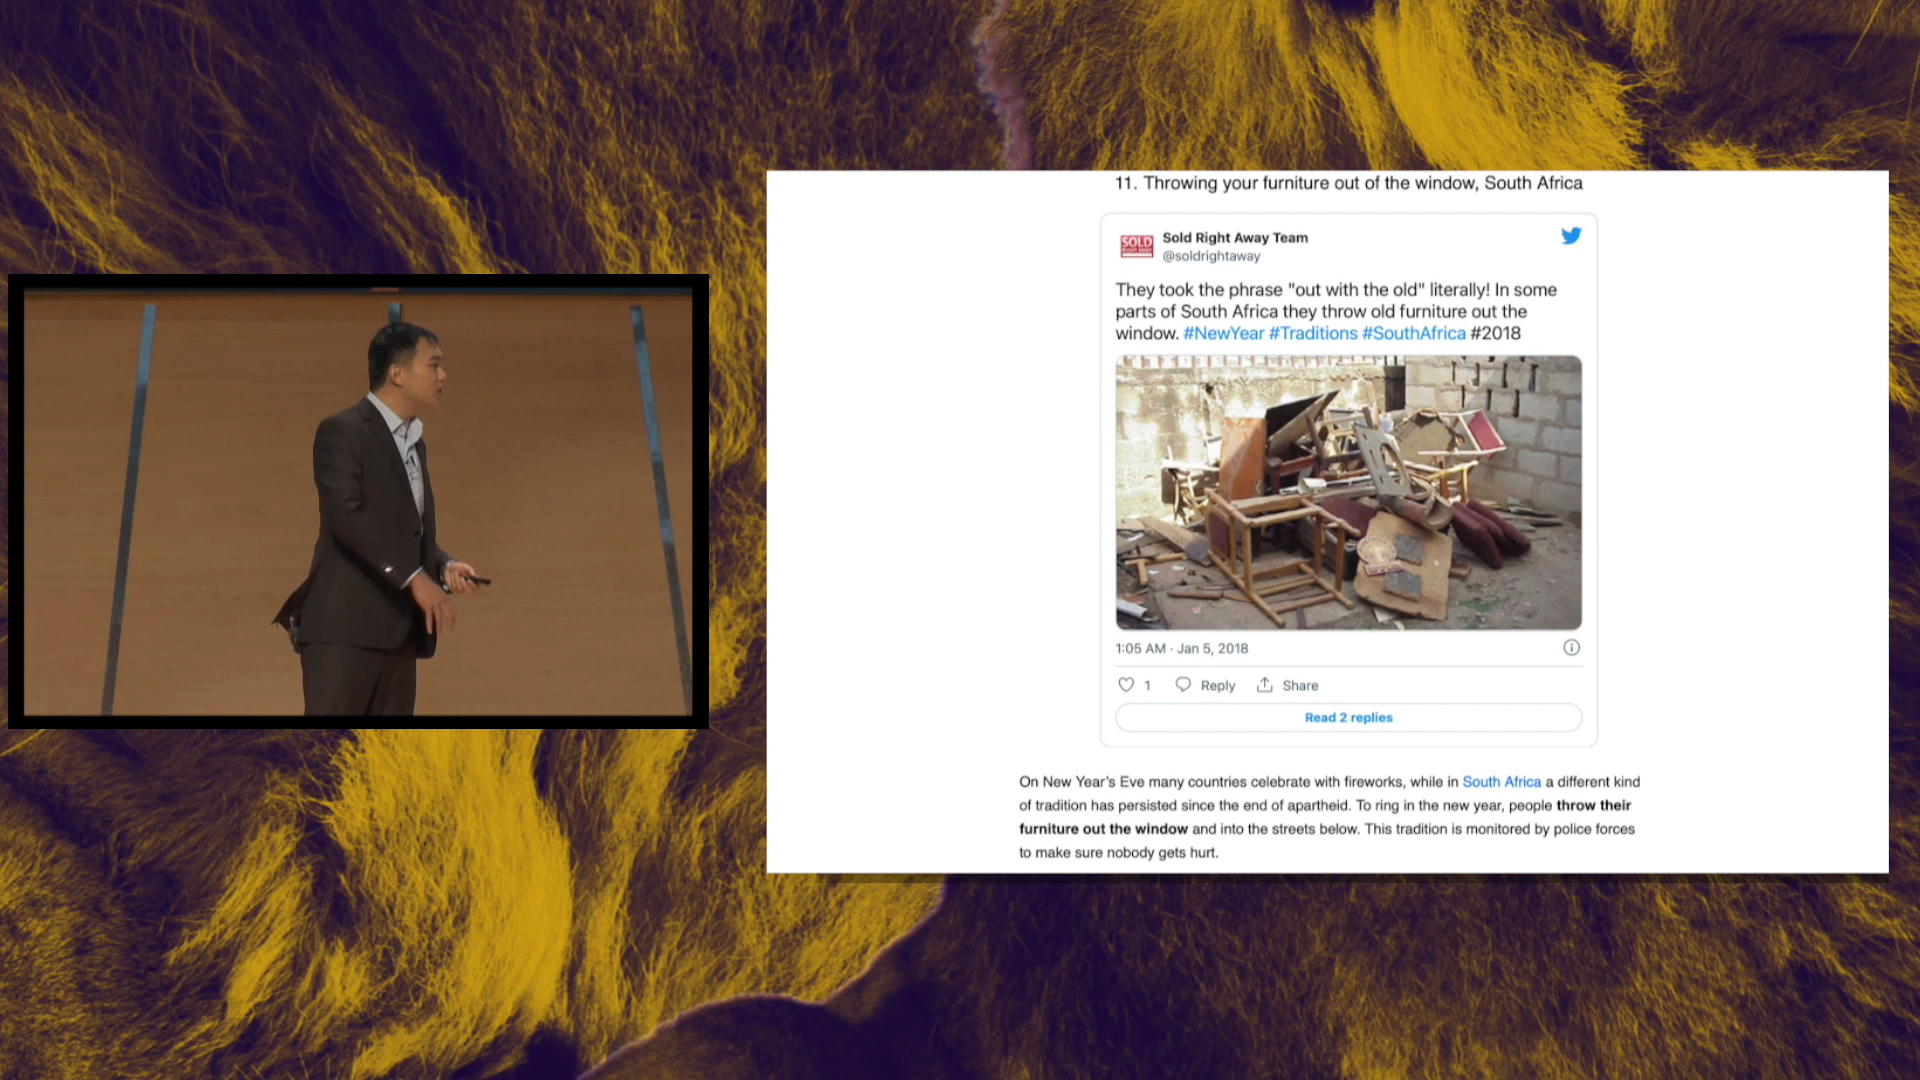 11. Throwing your furniture out of the window, South Africa
SOLD
Sold Right Away Team
@soldrightaway
They took the phrase "out with the old" literally! In some
parts of South Africa they throw old furniture out the
window. #NewYear #Traditions #SouthAfrica #2018
1:05 AM · Jan 5, 2018
1 Reply Share
Read 2 replies
On New Year's Eve many countries celebrate with fireworks, while in South Africa a different kind
of tradition has persisted since the end of apartheid. To ring in the new year, people throw their
furniture out the window and into the streets below. This tradition is monitored by police forces
to make sure nobody gets hurt.